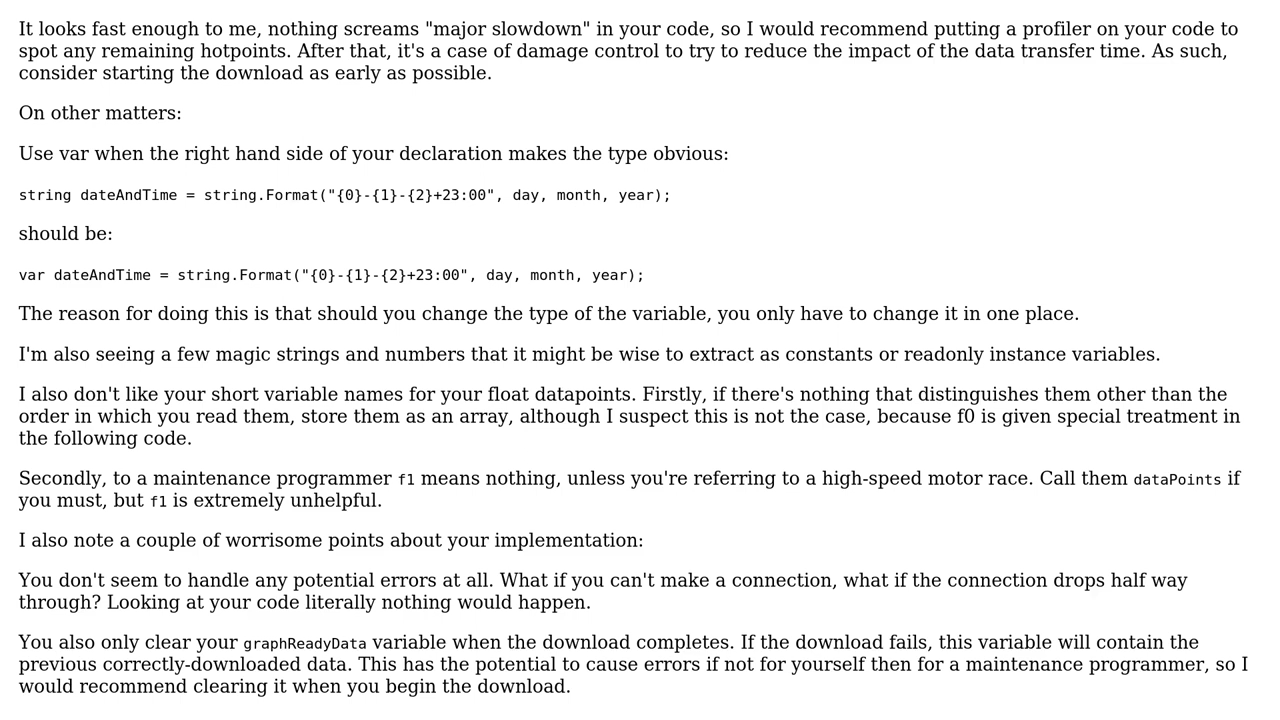 It looks fast enough to me, nothing screams "major slowdown" in your code, so I would recommend putting a profiler on your code to
spot any remaining hotpoints. After that, it's a case of damage control to try to reduce the impact of the data transfer time. As such,
consider starting the download as early as possible.
On other matters:
Use var when the right hand side of your declaration makes the type obvious:
string dateAndTime = string.Format("{0}-{1}-{2}+23:00", day, month, year);
should be:
var dateAndTime = string.Format("{0}-{1}-{2}+23:00", day, month, year);
The reason for doing this is that should you change the type of the variable, you only have to change it in one place.
I'm also seeing a few magic strings and numbers that it might be wise to extract as constants or readonly instance variables.
I also don't like your short variable names for your float datapoints. Firstly, if there's nothing that distinguishes them other than the
order in which you read them, store them as an array, although I suspect this is not the case, because f0 is given special treatment in
the following code.
Secondly, to a maintenance programmer f1 means nothing, unless you're referring to a high-speed motor race. Call them dataPoints if
you must, but f1 is extremely unhelpful.
I also note a couple of worrisome points about your implementation:
You don't seem to handle any potential errors at all. What if you can't make a connection, what if the connection drops half way
through? Looking at your code literally nothing would happen.
You also only clear your graphReadyData variable when the download completes. If the download fails, this variable will contain the
previous correctly-downloaded data. This has the potential to cause errors if not for yourself then for a maintenance programmer, so I
would recommend clearing it when you begin the download.